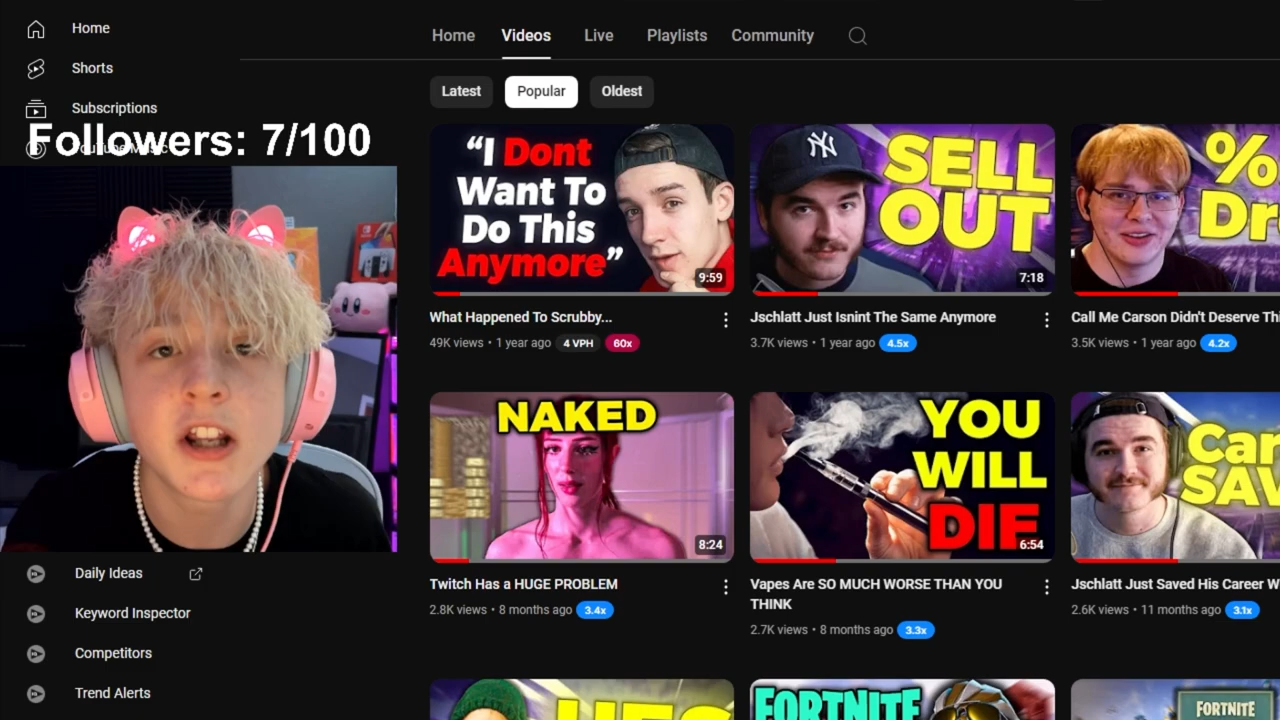 Home
Shorts
Subscriptions
Followers: 7/100
Daily Ideas
Keyword Inspector
Competitors
Trend Alerts
Home Videos Live Playlists Community
Latest Popular Oldest
“I Dont
Want To
Do This
Anymore”
9:59
What Happened To Scrubby...
49K views • 1 year ago 4 VPH 60x
SELL
OUT
7:18
Jschlatt Just Isnint The Same Anymore
3.7K views • 1 year ago 4.5x
%
Dr
Call Me Carson Didn't Deserve Thi
3.5K views • 1 year ago 4.2x
NAKED
8:24
Twitch Has a HUGE PROBLEM
2.8K views • 8 months ago 3.4x
YOU
WILL
DIE
6:54
Vapes Are SO MUCH WORSE THAN YOU
THINK
2.7K views • 8 months ago 3.3x
Car
SAV
Jschlatt Just Saved His Career W
2.6K views • 11 months ago 3.1x
FORTNITE
FORTNITE